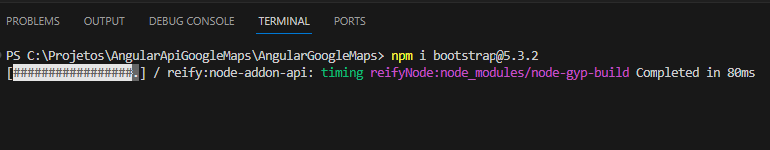 PROBLEMS OUTPUT DEBUG CONSOLE TERMINAL PORTS
PS C:\Projetos\AngularApiGoogleMaps\AngularGoogleMaps> npm i bootstrap@5.3.2
[#################.] / reify:node-addon-api: timing reifyNode:node_modules/node-gyp-build Completed in 80ms